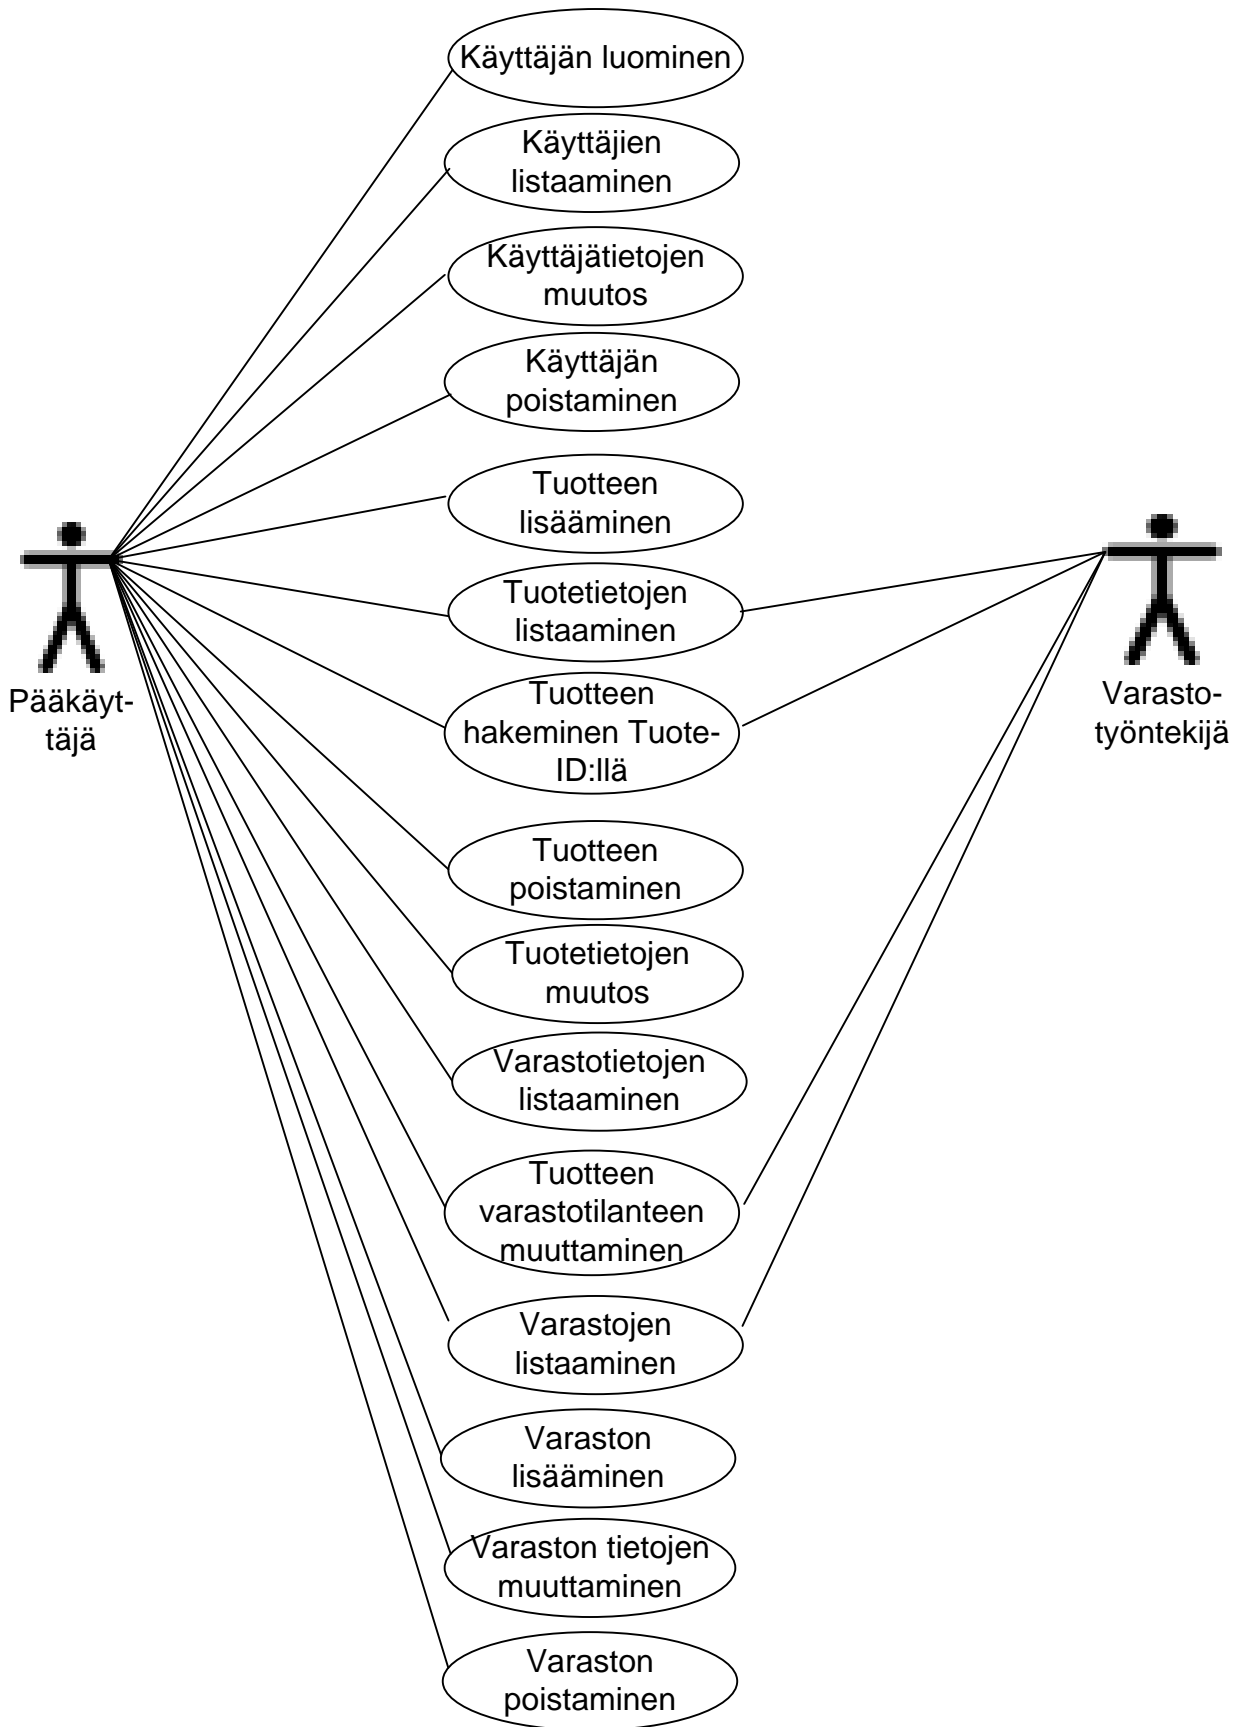 Käyttäjän luominen
Käyttäjien
listaaminen
Käyttäjätietojen
muutos
Käyttäjän
poistaminen
Tuotteen
lisääminen
Tuotetietojen
listaaminen
Tuotteen
hakeminen Tuote-
ID:llä
Pääkäyt-
täjä
Varasto-
työntekijä
Tuotteen
poistaminen
Tuotetietojen
muutos
Varastotietojen
listaaminen
Tuotteen
varastotilanteen
muuttaminen
Varastojen
listaaminen
Varaston
lisääminen
Varaston tietojen
muuttaminen
Varaston
poistaminen